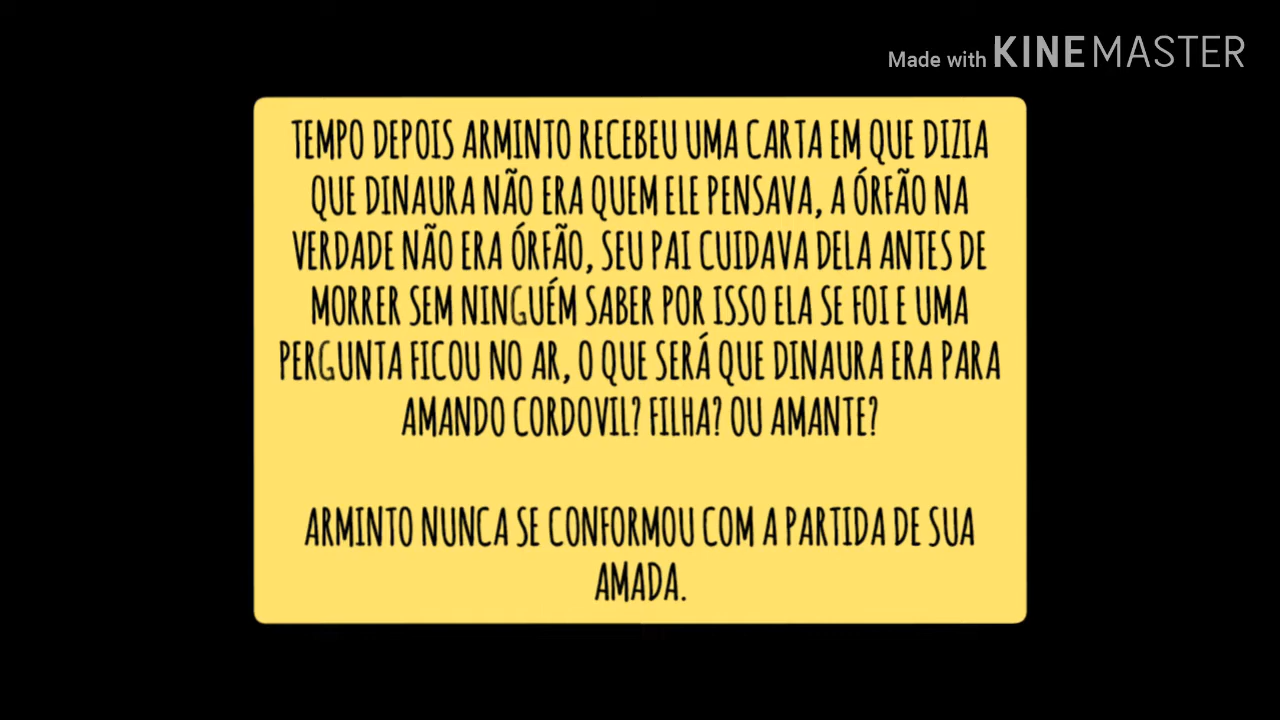 Made with KINEMASTER
TEMPO DEPOIS ARMINTO RECEBEU UMA CARTA EM QUE DIZIA
QUE DINAURA NÃO ERA QUEM ELE PENSAVA, A ÓRFÃO NA
VERDADE NÃO ERA ÓRFÃO, SEU PAI CUIDAVA DELA ANTES DE
MORRER SEM NINGUÉM SABER POR ISSO ELA SE FOI E UMA
PERGUNTA FICOU NO AR, O QUE SERÁ QUE DINAURA ERA PARA
AMANDO CORDOVIL? FILHA? OU AMANTE?
ARMINTO NUNCA SE CONFORMOU COM A PARTIDA DE SUA
AMADA.